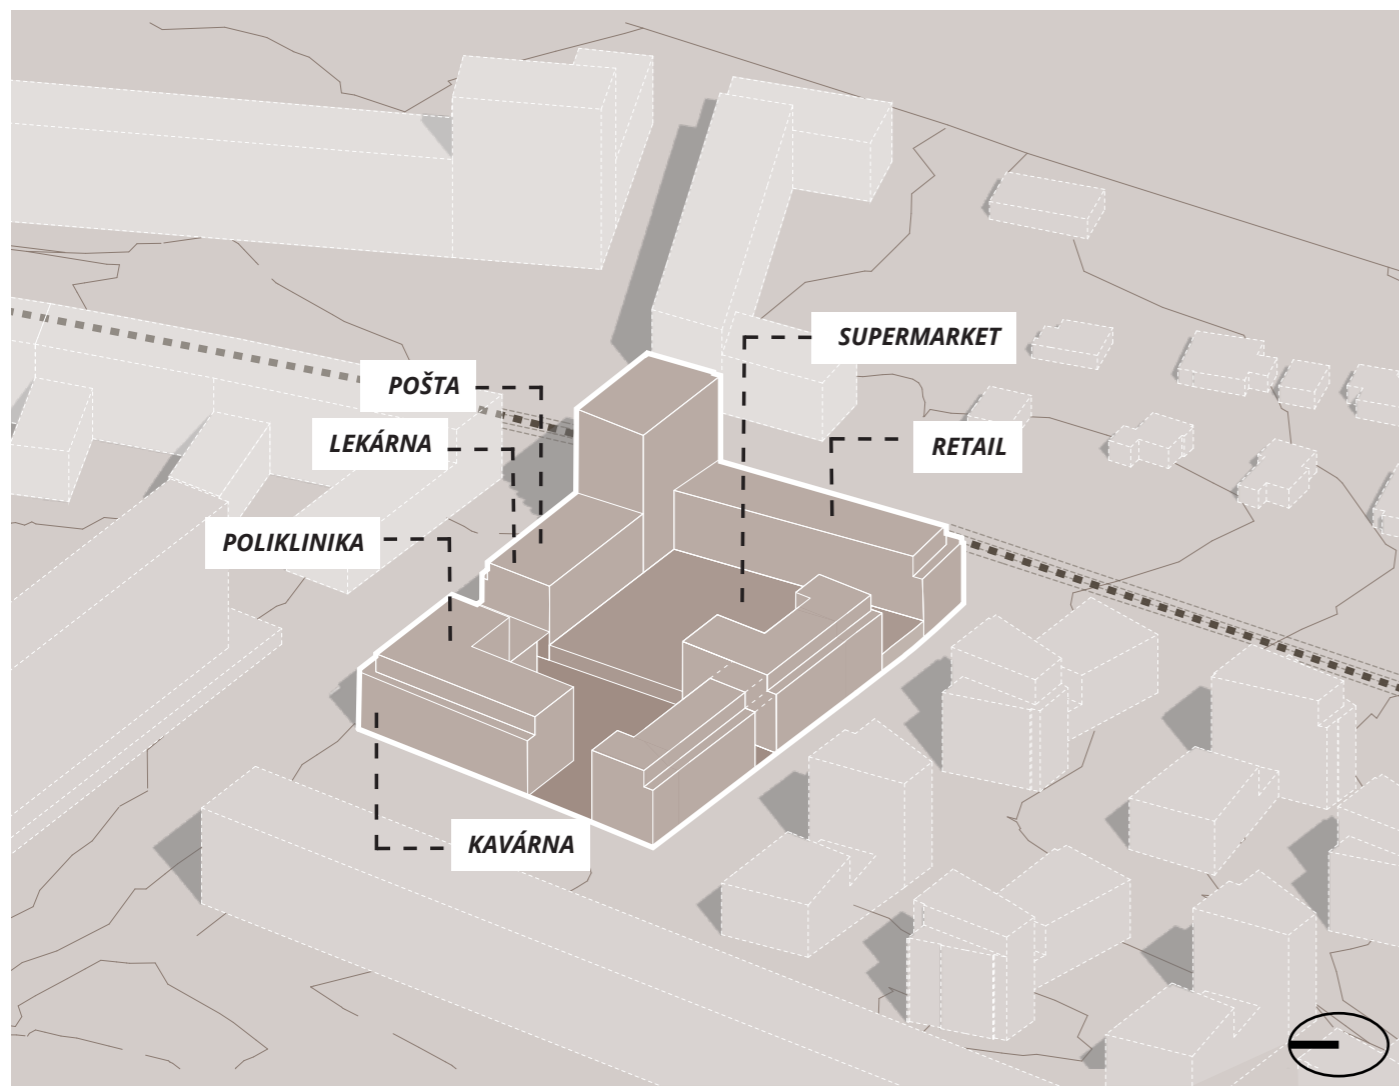 SUPERMARKET
POŠTA
LEKÁRNA
RETAIL
POLIKLINIKA
KAVÁRNA